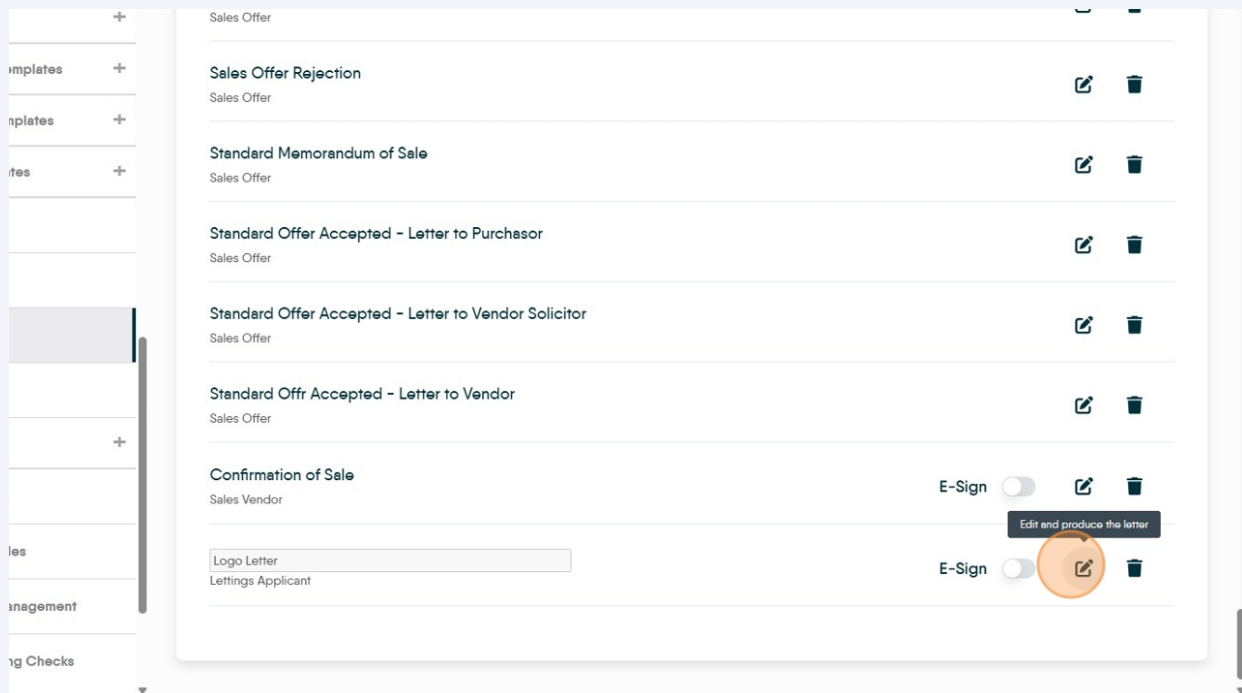 Sales Offer
emplates
Sales Offer Rejection
Sales Offer
nplates
Standard Memorandum of Sale
Sales Offer
Standard Offer Accepted - Letter to Purchasor
Sales Offer
Standard Offer Accepted - Letter to Vendor Solicitor
Sales Offer
Standard Offr Accepted - Letter to Vendor
Sales Offer
Confirmation of Sale
Sales Vendor
E-Sign
Edit and produce the letter
Logo Letter
Lettings Applicant
E-Sign
anagement
ng Checks